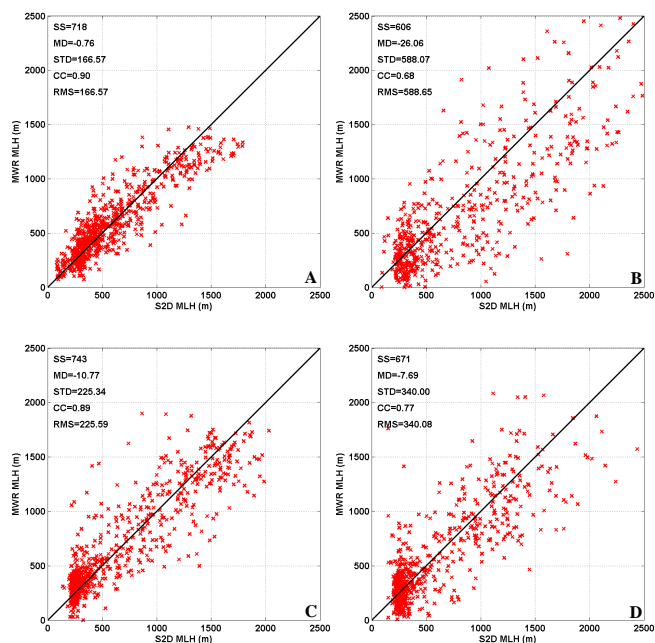 2500
SS=718
MD=-0.76
STD=166.57
CC=0.90
RMS=166.57
2000
1500
1000
500
0
MWR MLH (m)
A
0 500 1000 1500 2000 2500
S2D MLH (m)
2500
SS=606
MD=-26.06
STD=588.07
CC=0.68
RMS=588.65
2000
1500
1000
500
0
MWR MLH (m)
B
0 500 1000 1500 2000 2500
S2D MLH (m)
2500
SS=743
MD=-10.77
STD=225.34
CC=0.89
RMS=225.59
2000
1500
1000
500
0
MWR MLH (m)
C
0 500 1000 1500 2000 2500
S2D MLH (m)
2500
SS=671
MD=-7.69
STD=340.00
CC=0.77
RMS=340.08
2000
1500
1000
500
0
MWR MLH (m)
D
0 500 1000 1500 2000 2500
S2D MLH (m)